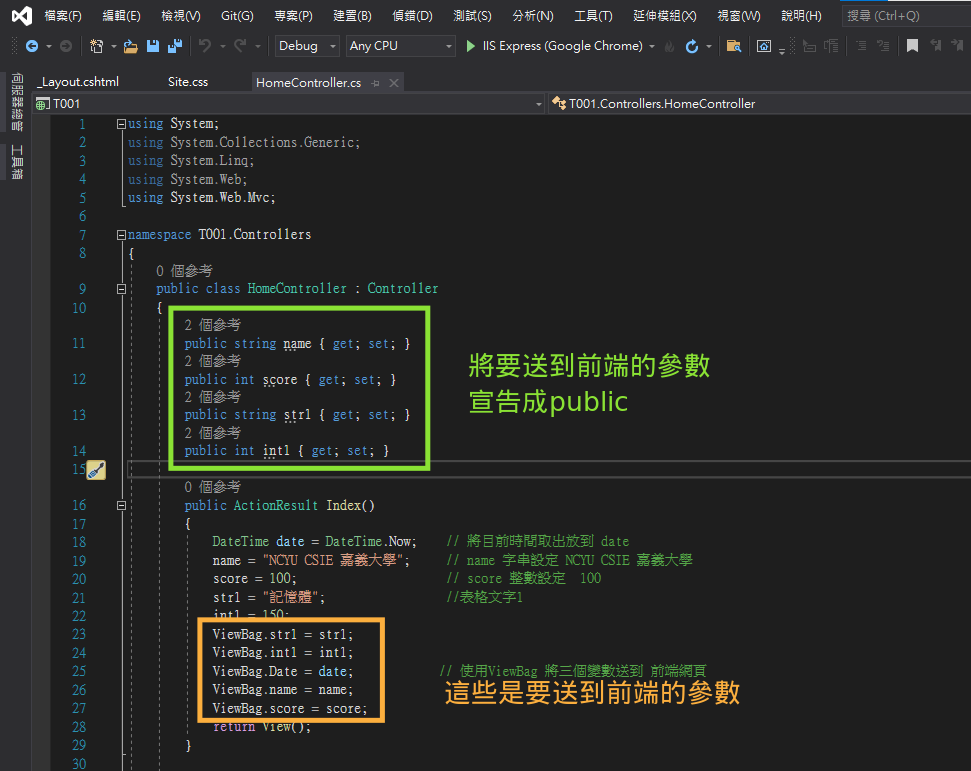 檔案(F) 編輯(E) 檢視(V) Git(G) 專案(P) 建置(B) 偵錯(D) 測試(S) 分析(N) 工具(T) 延伸模組(X) 視窗(W) 說明(H) 搜尋 (Ctrl+Q)
Debug Any CPU IIS Express (Google Chrome)
_Layout.cshtml Site.css HomeController.cs
伺服器總管
工具箱
T001 T001.Controllers.HomeController
1 using System;
2 using System.Collections.Generic;
3 using System.Linq;
4 using System.Web;
5 using System.Web.Mvc;
6
7 namespace T001.Controllers
8 {
0 個參考
9 public class HomeController : Controller
10 {
2 個參考
11 public string name { get; set; }
2 個參考
12 public int score { get; set; }
2 個參考
13 public string str1 { get; set; }
2 個參考
14 public int int1 { get; set; }
將要送到前端的參數
宣告成public
15
0 個參考
16 public ActionResult Index()
17 {
18 DateTime date = DateTime.Now; // 將目前時間取出放到 date
19 name = "NCYU CSIE 嘉義大學"; // name 字串設定 NCYU CSIE 嘉義大學
20 score = 100; // score 整數設定 100
21 str1 = "記憶體"; //表格文字1
22 int1 = 150;
23 ViewBag.str1 = str1;
24 ViewBag.int1 = int1;
25 ViewBag.Date = date; // 使用ViewBag 將三個變數送到 前端網頁
26 ViewBag.name = name;
這些是要送到前端的參數
27 ViewBag.score = score;
28 return View();
29 }
30